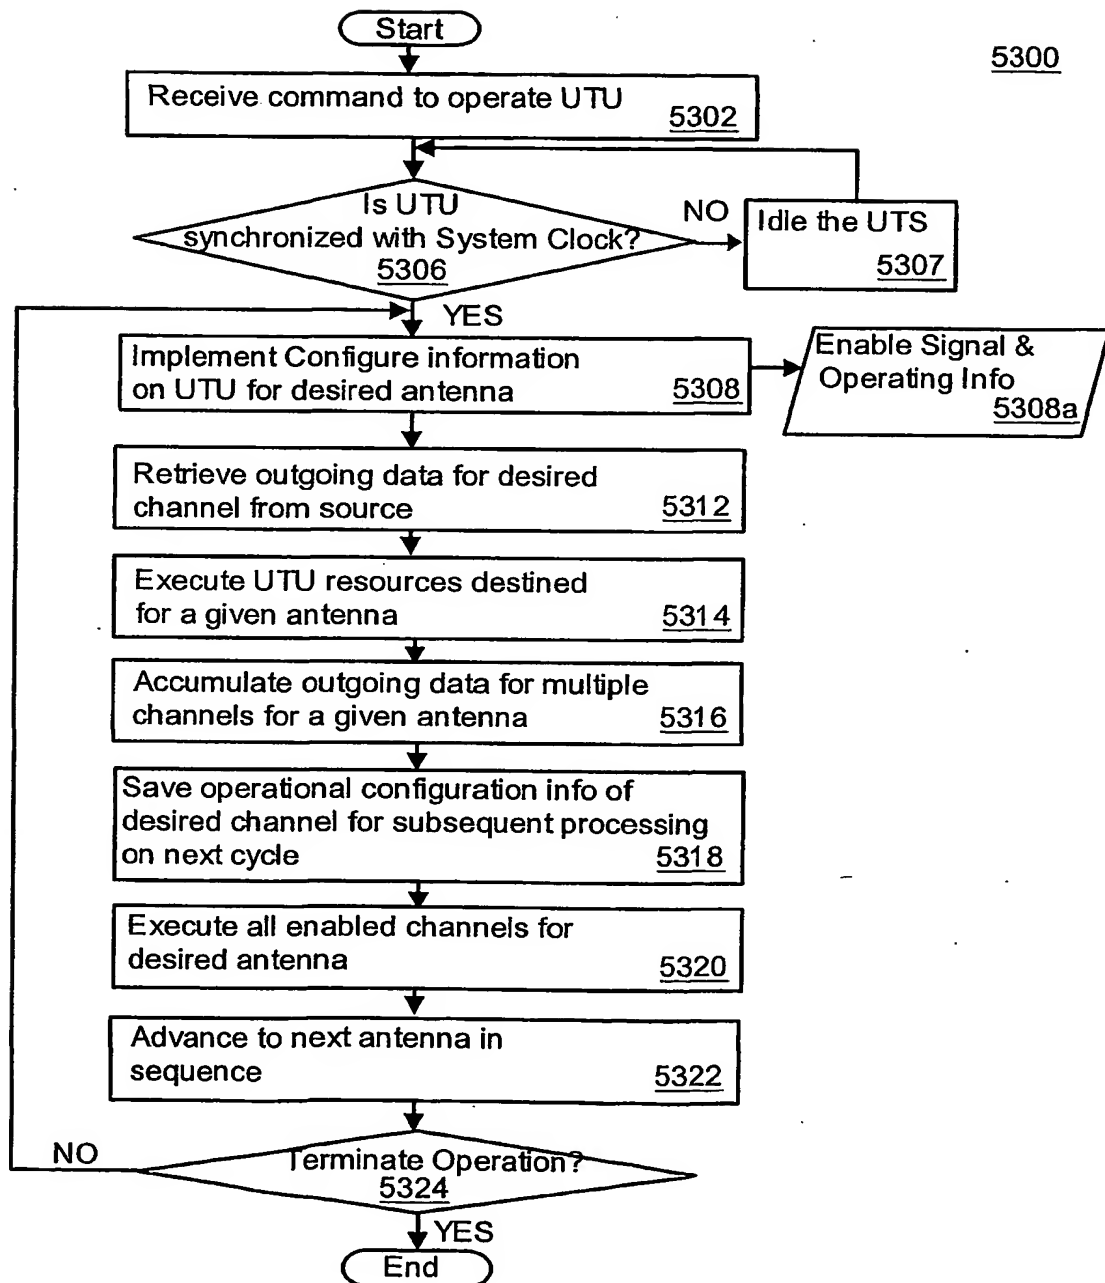 Start
5300
Receive command to operate UTU
5302
Is UTU
synchronized with System Clock?
5306
NO
Idle the UTS
5307
YES
Implement Configure information
on UTU for desired antenna
5308
Enable Signal &
Operating Info
5308a
Retrieve outgoing data for desired
channel from source
5312
Execute UTU resources destined
for a given antenna
5314
Accumulate outgoing data for multiple
channels for a given antenna
5316
Save operational configuration info of
desired channel for subsequent processing
on next cycle
5318
Execute all enabled channels for
desired antenna
5320
Advance to next antenna in
sequence
5322
NO
Terminate Operation?
5324
YES
End